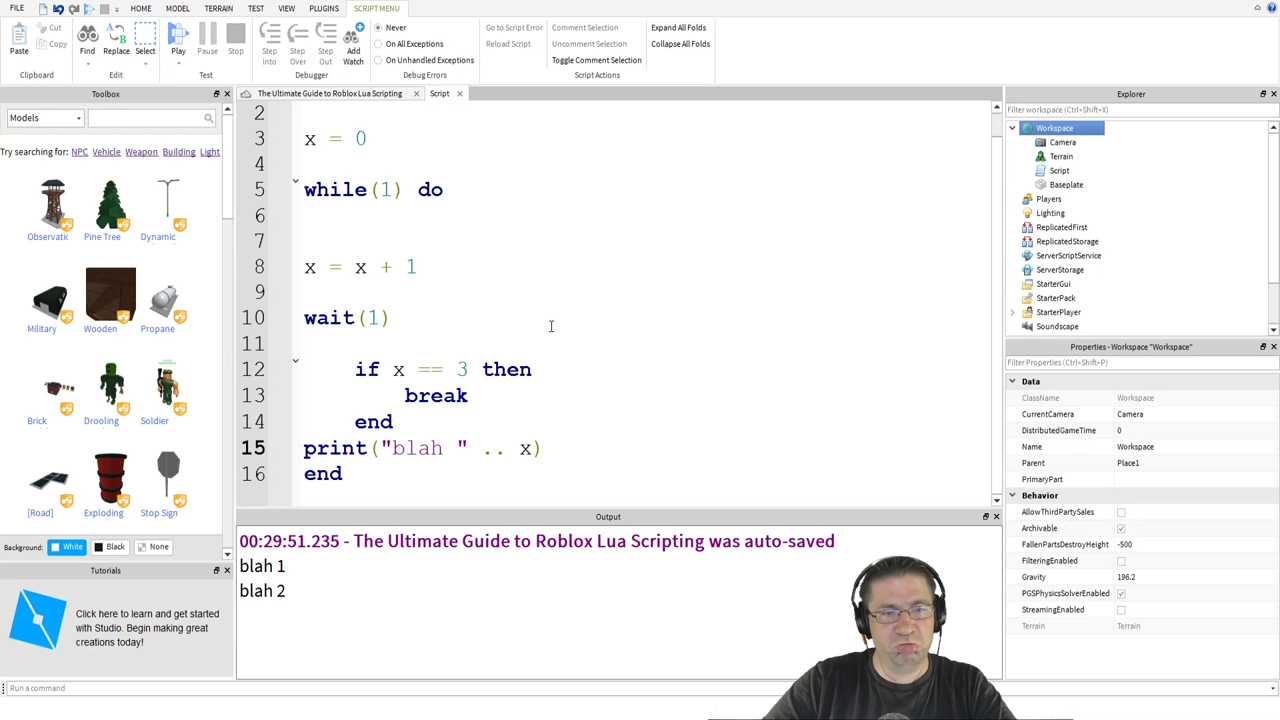 FILE HOME MODEL TERRAIN TEST VIEW PLUGINS SCRIPT MENU
Paste
Cut
Copy
Clipboard
Find
Replace
Select
Edit
Play
Pause
Stop
Test
Step Into
Step Over
Step Out
Add Watch
Debugger
Never
On All Exceptions
On Unhandled Exceptions
Debug Errors
Go to Script Error
Reload Script
Comment Selection
Uncomment Selection
Toggle Comment Selection
Script Actions
Expand All Folds
Collapse All Folds
Toolbox
Models
Try searching for: NPC Vehicle Weapon Building Light
Observatic
Pine Tree
Dynamic
Military
Wooden
Propane
Brick
Drooling
Soldier
[Road]
Exploding
Stop Sign
Background: White Black None
Tutorials
Click here to learn and get started
with Studio. Begin making great
creations today!
The Ultimate Guide to Roblox Lua Scripting
Script
2
3 x = 0
4
5 while(1) do
6
7
8 x = x + 1
9
10 wait(1)
11
12 if x == 3 then
13 break
14 end
15 print("blah " .. x)
16 end
Output
00:29:51.235 - The Ultimate Guide to Roblox Lua Scripting was auto-saved
blah 1
blah 2
Run a command
Explorer
Filter workspace (Ctrl+Shift+X)
Workspace
Camera
Terrain
Script
Baseplate
Players
Lighting
ReplicatedFirst
ReplicatedStorage
ServerScriptService
ServerStorage
StarterGui
StarterPack
StarterPlayer
Soundscape
Properties - Workspace "Workspace"
Filter Properties (Ctrl+Shift+P)
Data
ClassName Workspace
CurrentCamera Camera
DistributedGameTime 0
Name Workspace
Parent Place1
PrimaryPart
Behavior
AllowThirdPartySales
Archivable
FallenPartsDestroyHeight -500
FilteringEnabled
Gravity 196.2
PGSPhysicsSolverEnabled
StreamingEnabled
Terrain Terrain